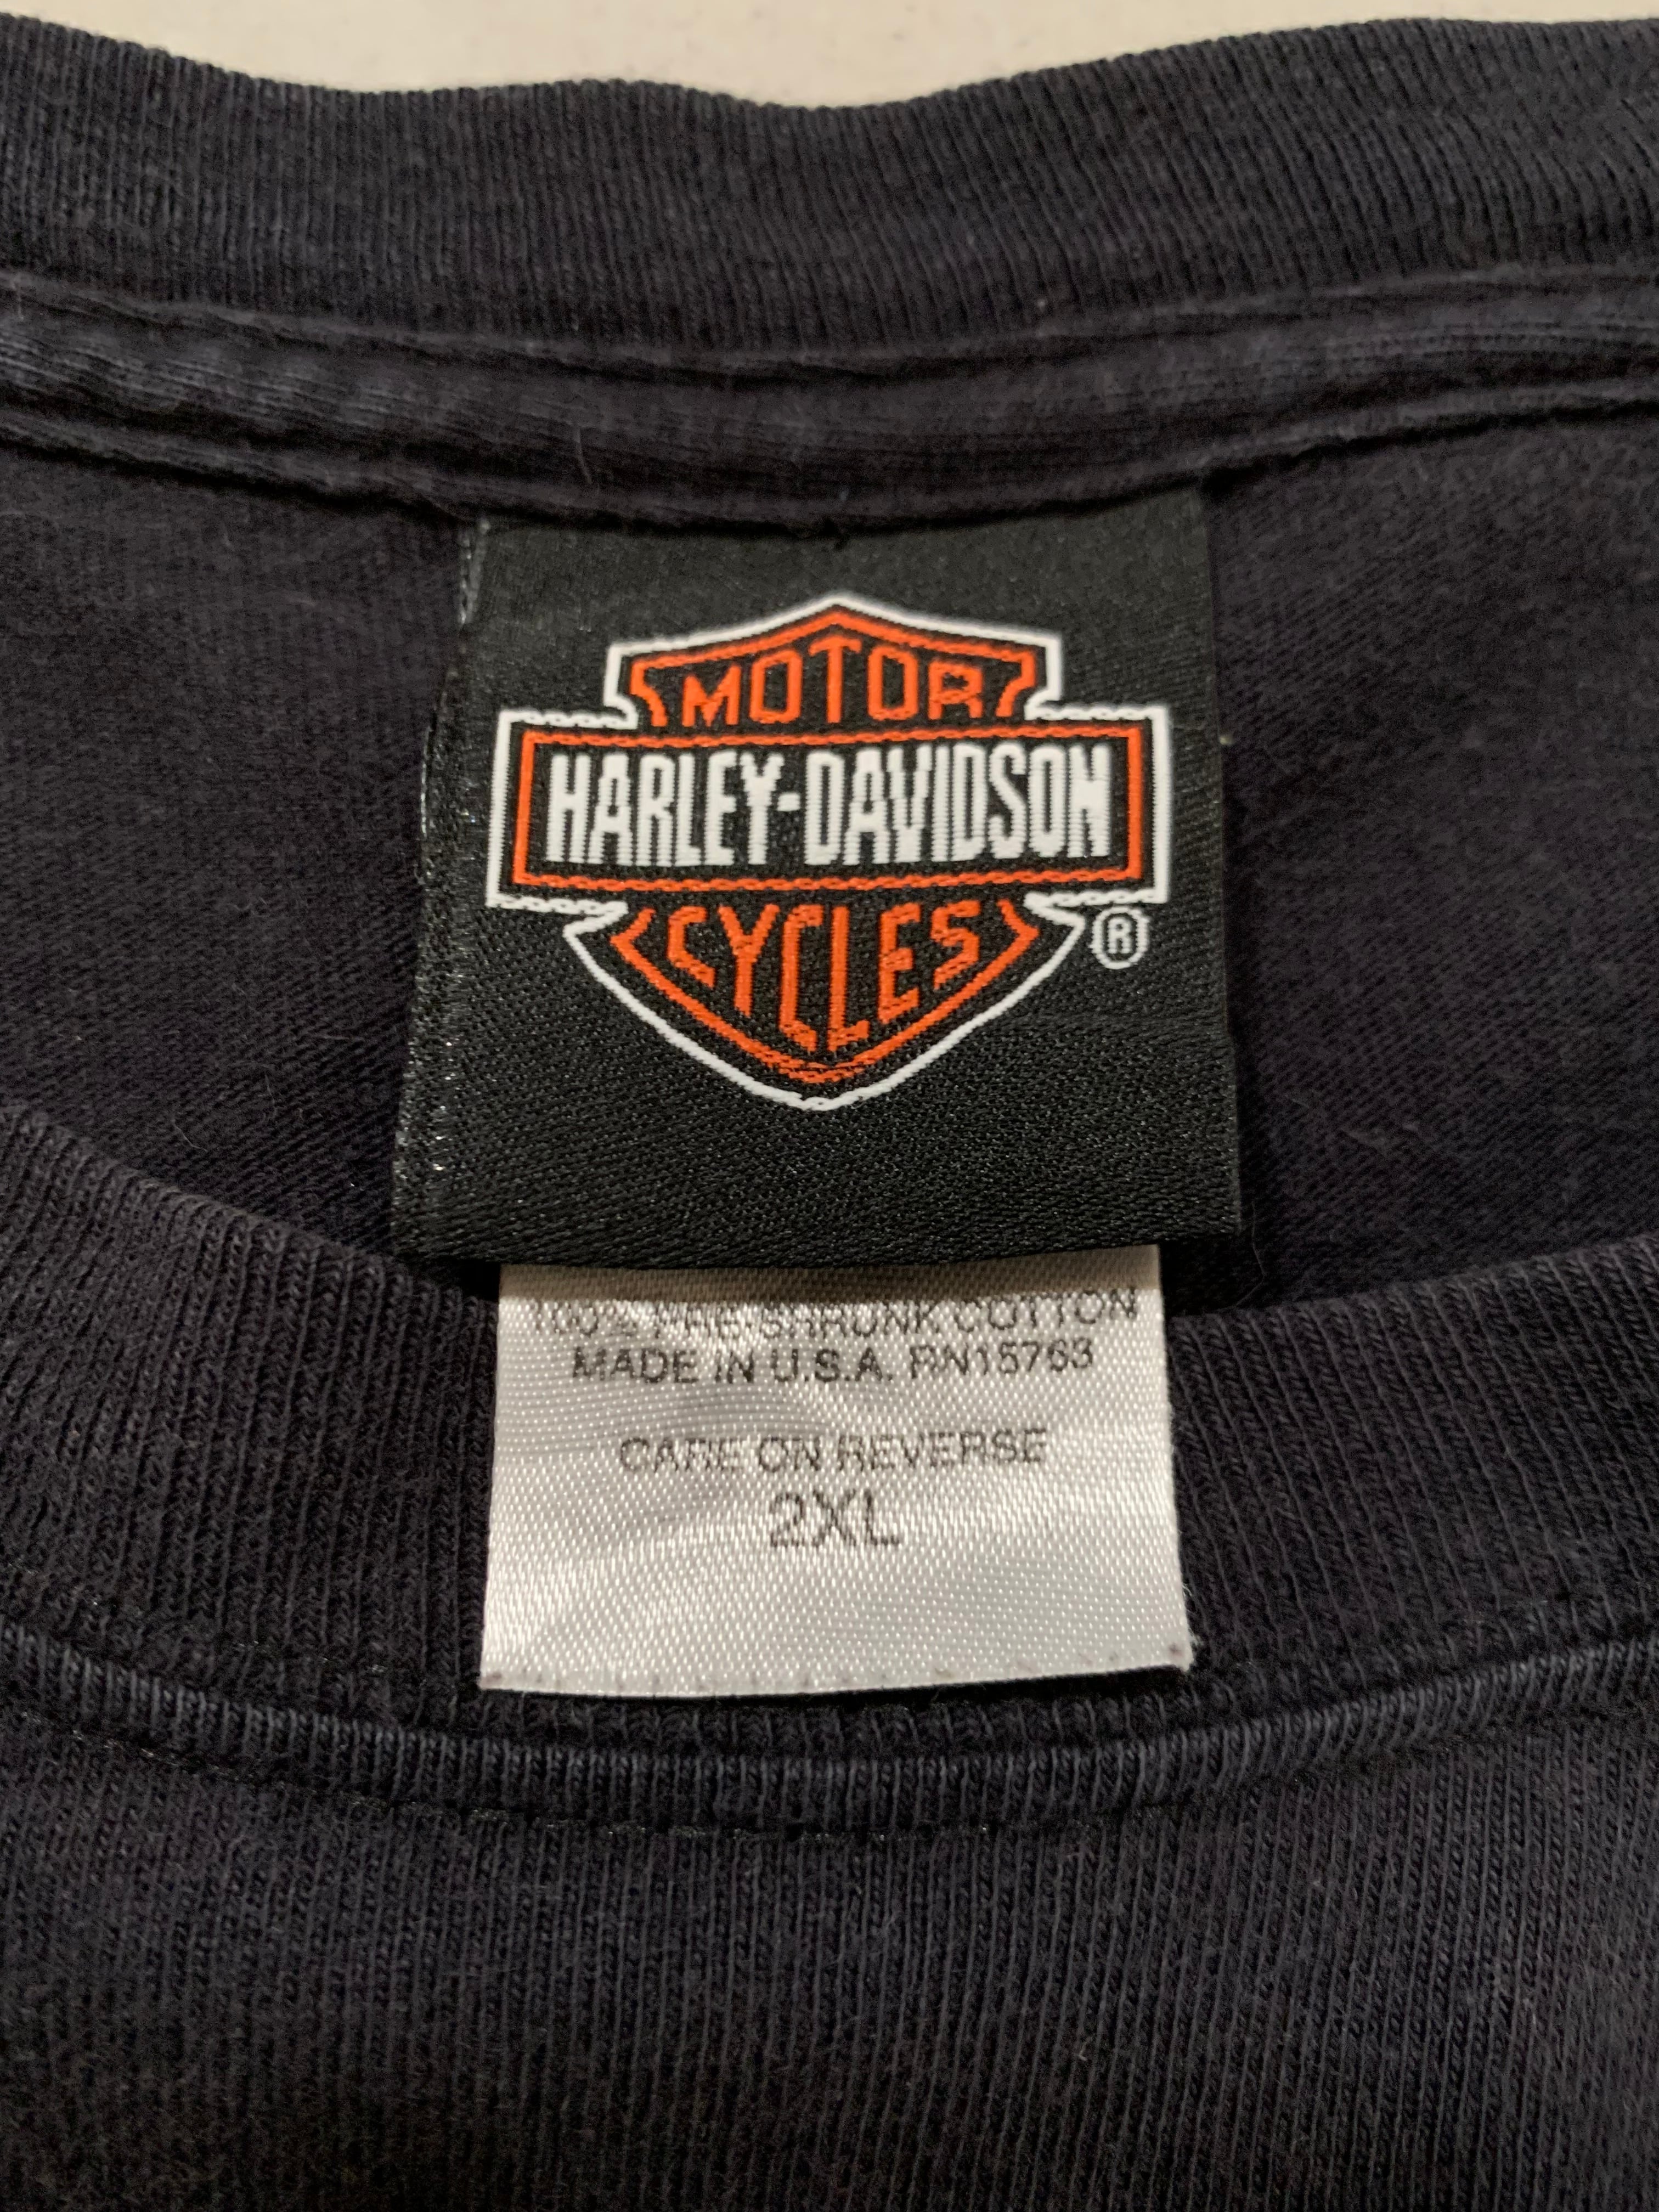 MOTOR
HARLEY-DAVIDSON
CYCLES
®
100% PRE-SHRUNK COTTON
MADE IN U.S.A. RN15763
CARE ON REVERSE
2XL